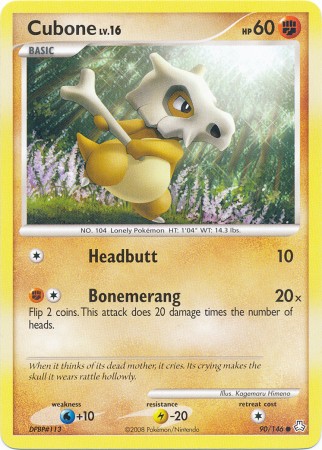 Cubone LV.16
HP 60
BASIC
NO. 104 Lonely Pokémon HT: 1'04" WT: 14.3 lbs.
Headbutt 10
Bonemerang 20×
Flip 2 coins. This attack does 20 damage times the number of
heads.
When it thinks of its dead mother, it cries. Its crying makes the
skull it wears rattle hollowly.
Illus. Kagemaru Himeno
weakness resistance retreat cost
+10 -20
DPBP#113 ©2008 Pokémon/Nintendo 90/146